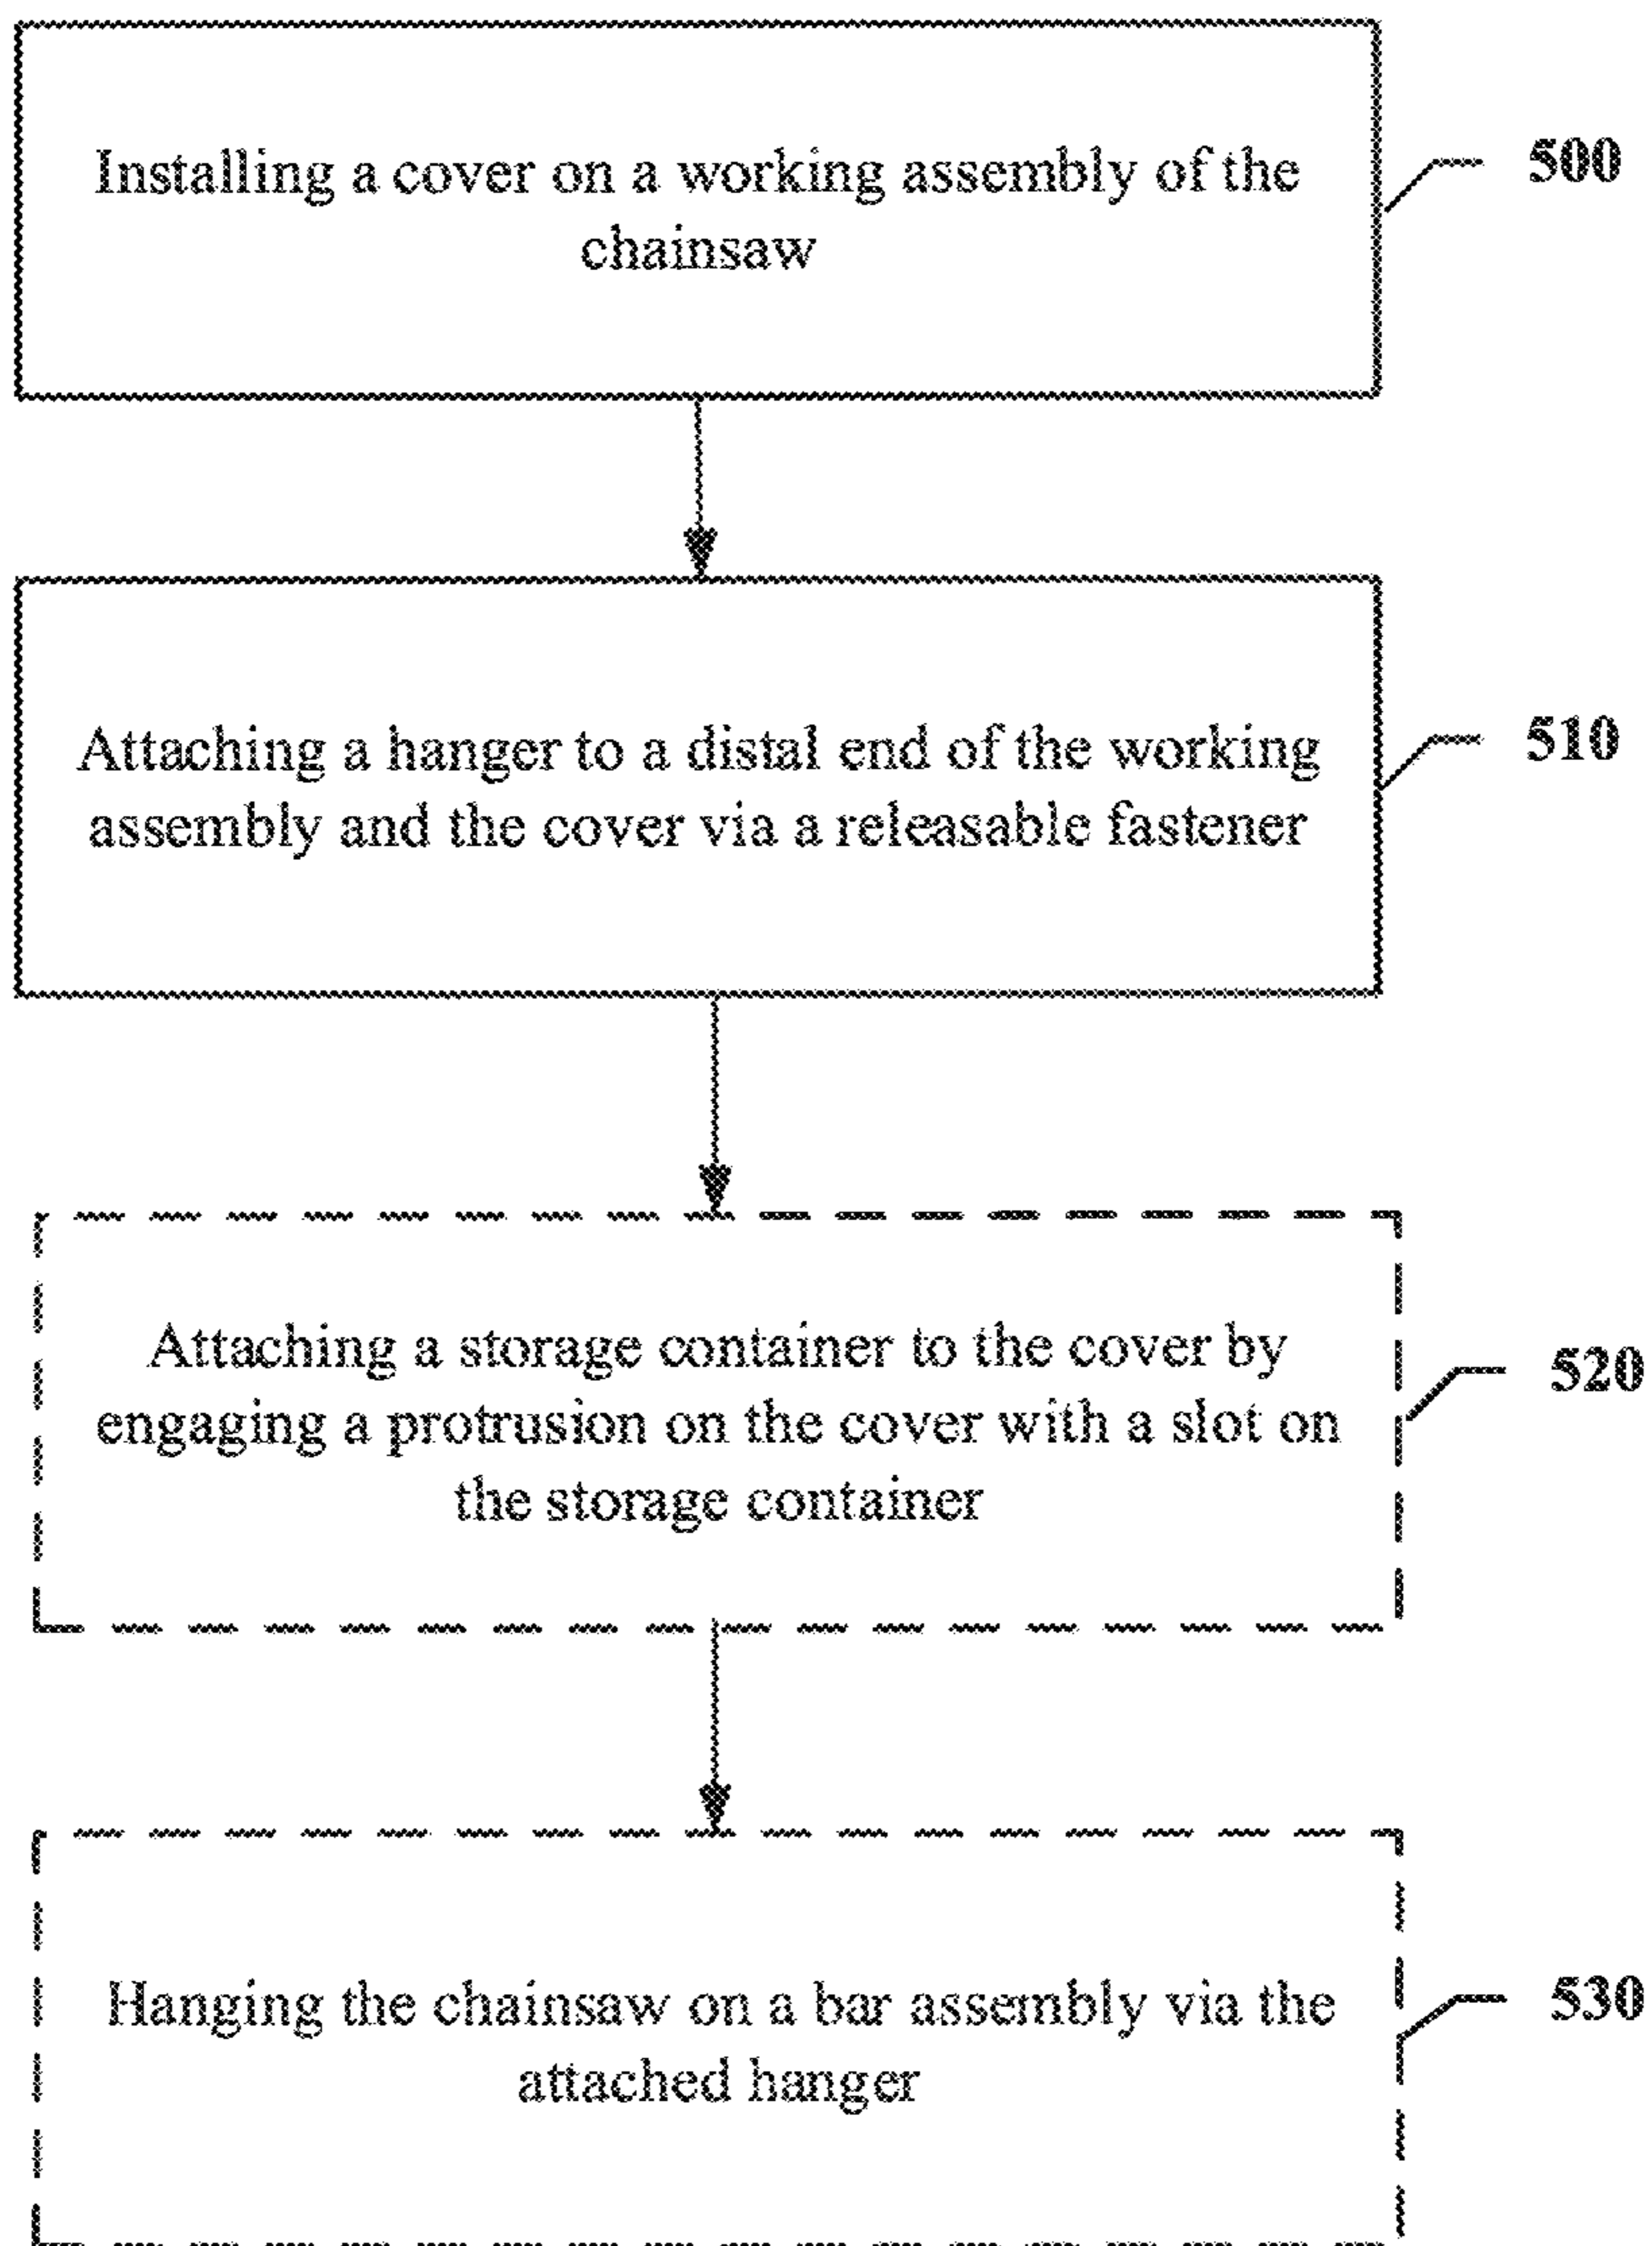 Installing a cover on a working assembly of the
chainsaw
500
Attaching a hanger to a distal end of the working
assembly and the cover via a releasable fastener
510
Attaching a storage container to the cover by
engaging a protrusion on the cover with a slot on
the storage container
520
Hanging the chainsaw on a bar assembly via the
attached hanger
530